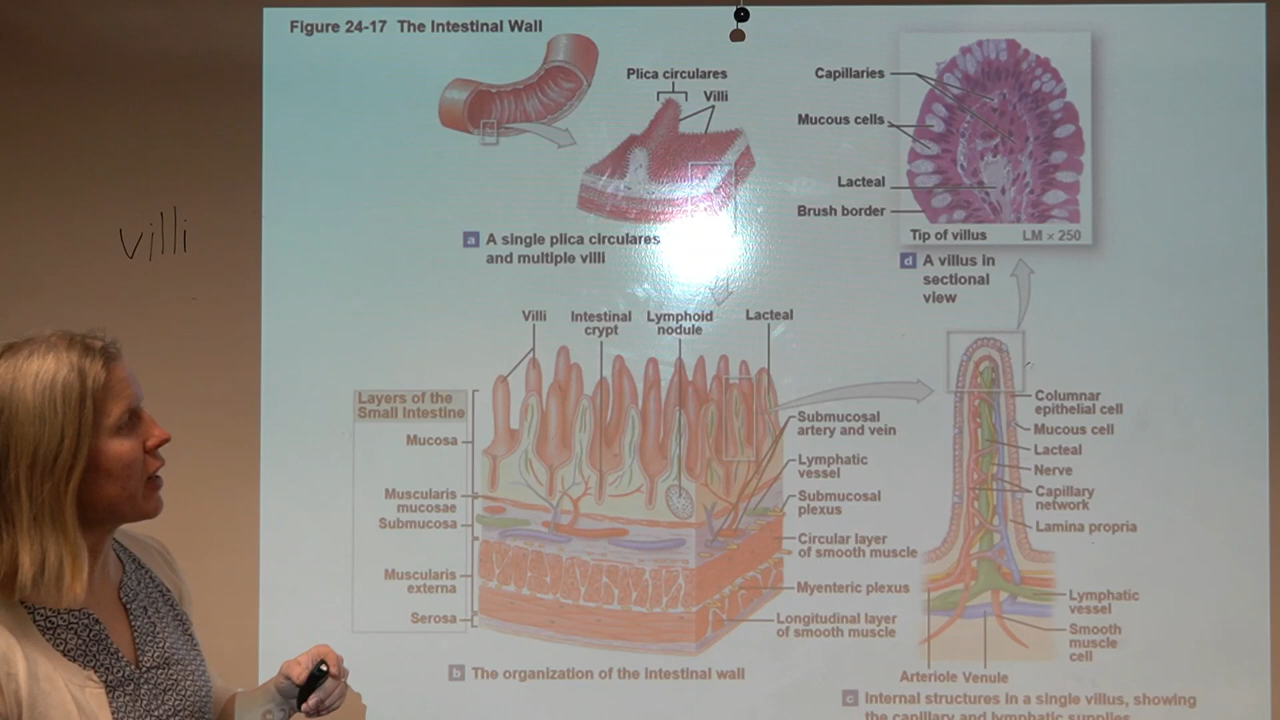 Figure 24-17 The Intestinal Wall
villi
Plica circulares
Villi
a A single plica circulares
and multiple villi
Capillaries
Mucous cells
Lacteal
Brush border
Tip of villus LM × 250
d A villus in
sectional
view
Villi
Intestinal
crypt
Lymphoid
nodule
Lacteal
Layers of the
Small Intestine
Mucosa
Muscularis
mucosae
Submucosa
Muscularis
externa
Serosa
Submucosal
artery and vein
Lymphatic
vessel
Submucosal
plexus
Circular layer
of smooth muscle
Myenteric plexus
Longitudinal layer
of smooth muscle
b The organization of the intestinal wall
Columnar
epithelial cell
Mucous cell
Lacteal
Nerve
Capillary
network
Lamina propria
Lymphatic
vessel
Smooth
muscle
cell
Arteriole Venule
c Internal structures in a single villus, showing
the capillary and lymphatic supplies